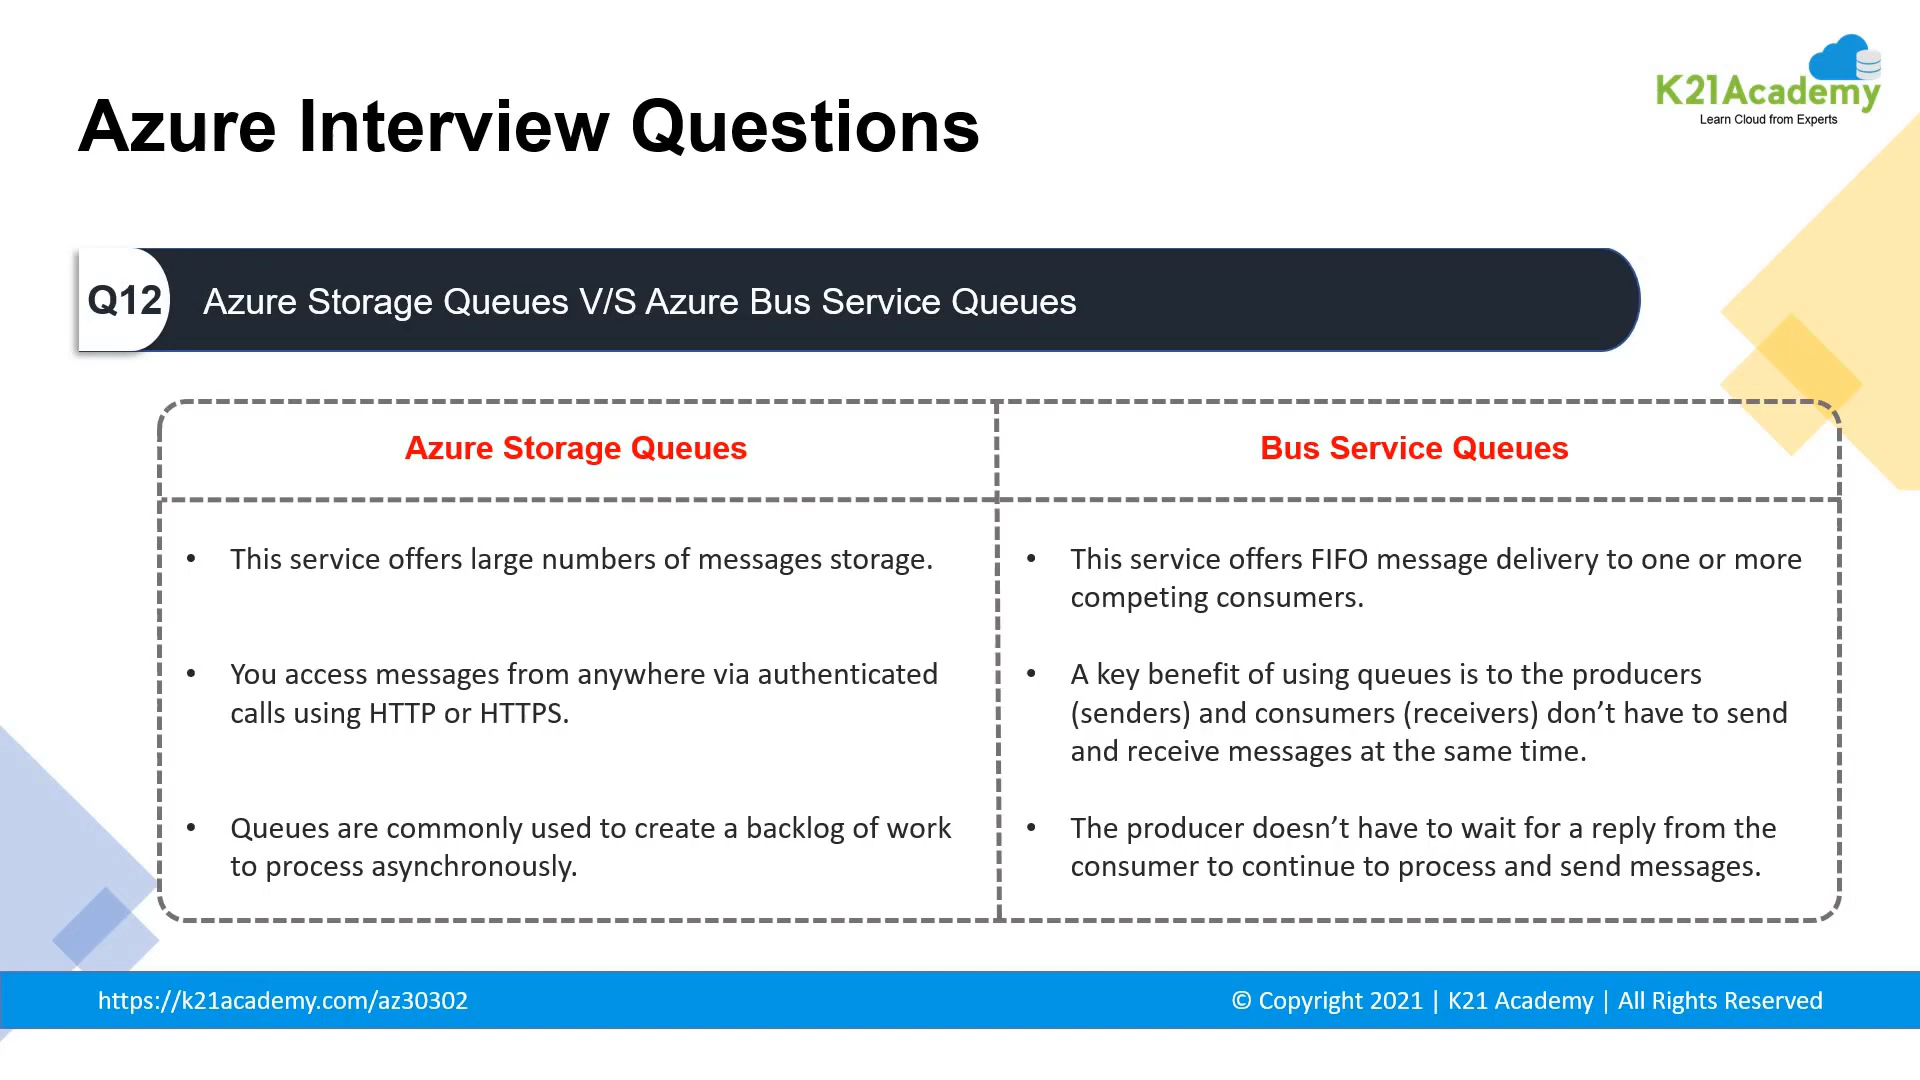 K21Academy
Learn Cloud from Experts
Azure Interview Questions
Q12
Azure Storage Queues V/S Azure Bus Service Queues
Azure Storage Queues
• This service offers large numbers of messages storage.
• You access messages from anywhere via authenticated
calls using HTTP or HTTPS.
• Queues are commonly used to create a backlog of work
to process asynchronously.
Bus Service Queues
• This service offers FIFO message delivery to one or more
competing consumers.
• A key benefit of using queues is to the producers
(senders) and consumers (receivers) don’t have to send
and receive messages at the same time.
• The producer doesn’t have to wait for a reply from the
consumer to continue to process and send messages.
https://k21academy.com/az30302
© Copyright 2021 | K21 Academy | All Rights Reserved